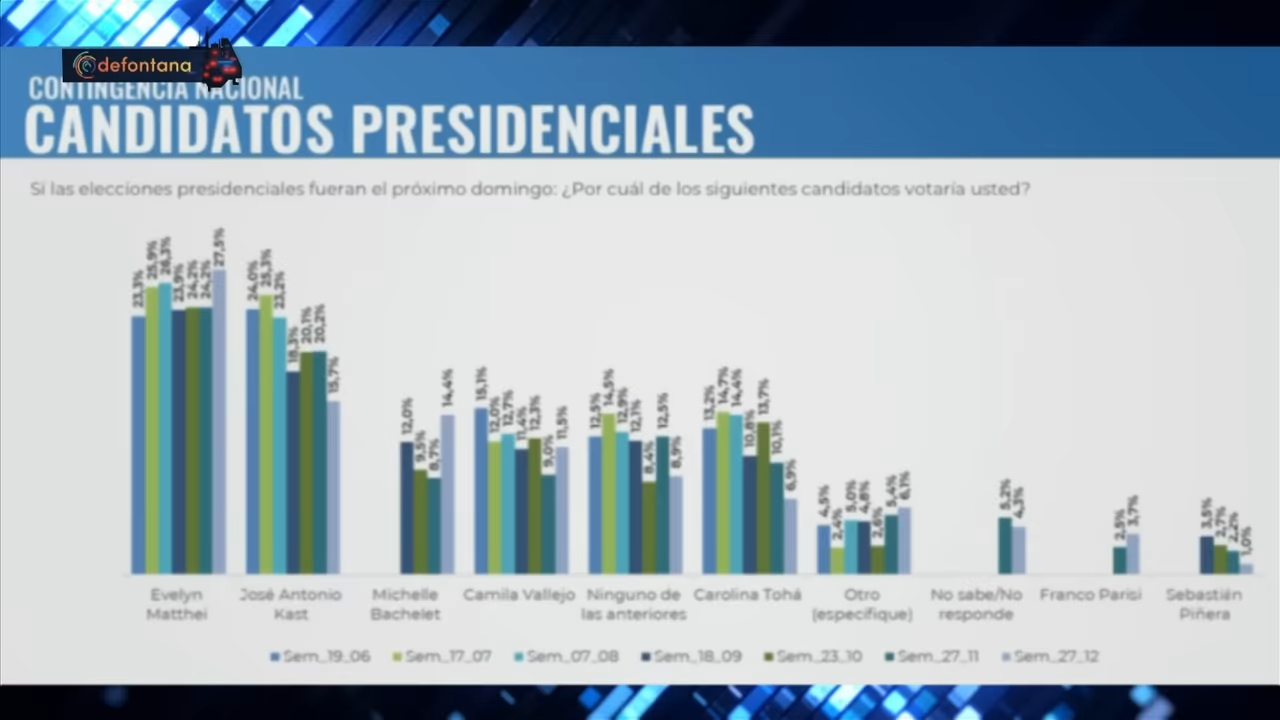 defontana
CONTINGENCIA NACIONAL
CANDIDATOS PRESIDENCIALES
Si las elecciones presidenciales fueran el próximo domingo: ¿Por cuál de los siguientes candidatos votaría usted?
23,3% 25,9% 26,3% 23,9% 24,2% 24,2% 27,5%
24,0% 25,3% 23,2% 18,3% 20,1% 20,2% 15,7%
12,0% 9,5% 8,7% 14,4%
15,1% 12,0% 12,7% 11,4% 12,3% 9,0% 11,5%
12,5% 14,5% 12,9% 12,1% 8,4% 12,5% 8,9%
13,2% 14,7% 14,4% 10,8% 13,7% 10,1% 6,9%
4,5% 2,4% 5,0% 4,8% 2,6% 5,4% 6,1%
5,2% 4,3%
2,5% 3,7%
3,5% 2,7% 2,2% 1,0%
Evelyn
Matthei
José Antonio
Kast
Michelle
Bachelet
Camila Vallejo
Ninguno de
las anteriores
Carolina Tohá
Otro
(especifique)
No sabe/No
responde
Franco Parisi
Sebastián
Piñera
Sem_19_06 Sem_17_07 Sem_07_08 Sem_18_09 Sem_23_10 Sem_27_11 Sem_27_12